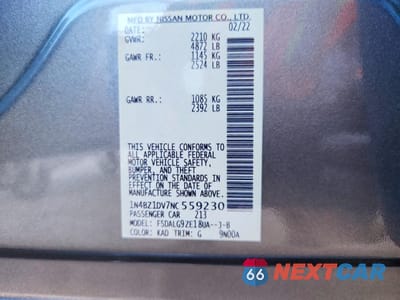 MFD BY NISSAN MOTOR CO., LTD.
DATE: 02/22
GVWR: 2210 KG
4872 LB
GAWR FR.: 1145 KG
2524 LB
GAWR RR.: 1085 KG
2392 LB
THIS VEHICLE CONFORMS TO
ALL APPLICABLE FEDERAL
MOTOR VEHICLE SAFETY,
BUMPER, AND THEFT
PREVENTION STANDARDS IN
EFFECT ON THE DATE OF
MANUFACTURE SHOWN ABOVE.
1N4BZ1DV7NC 559230
PASSENGER CAR 213
MODEL: FSDALG9ZE18UA--J-B
COLOR: KAD TRIM: G 9N00A
66 NEXTCAR